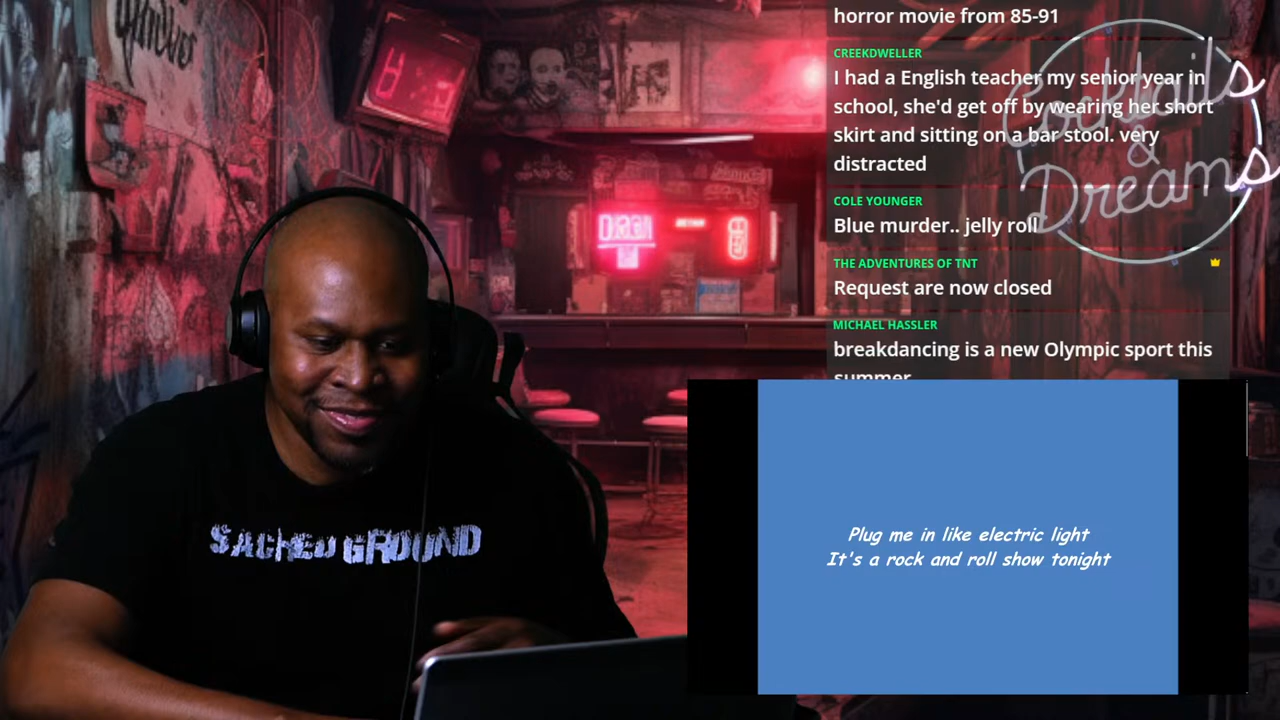 horror movie from 85-91
CREEKDWELLER
I had a English teacher my senior year in
school, she'd get off by wearing her short
skirt and sitting on a bar stool. very
distracted
COLE YOUNGER
Blue murder.. jelly roll
THE ADVENTURES OF TNT
Request are now closed
MICHAEL HASSLER
breakdancing is a new Olympic sport this
summer
Cocktails
&
Dreams
SACRED GROUND
Plug me in like electric light
It's a rock and roll show tonight